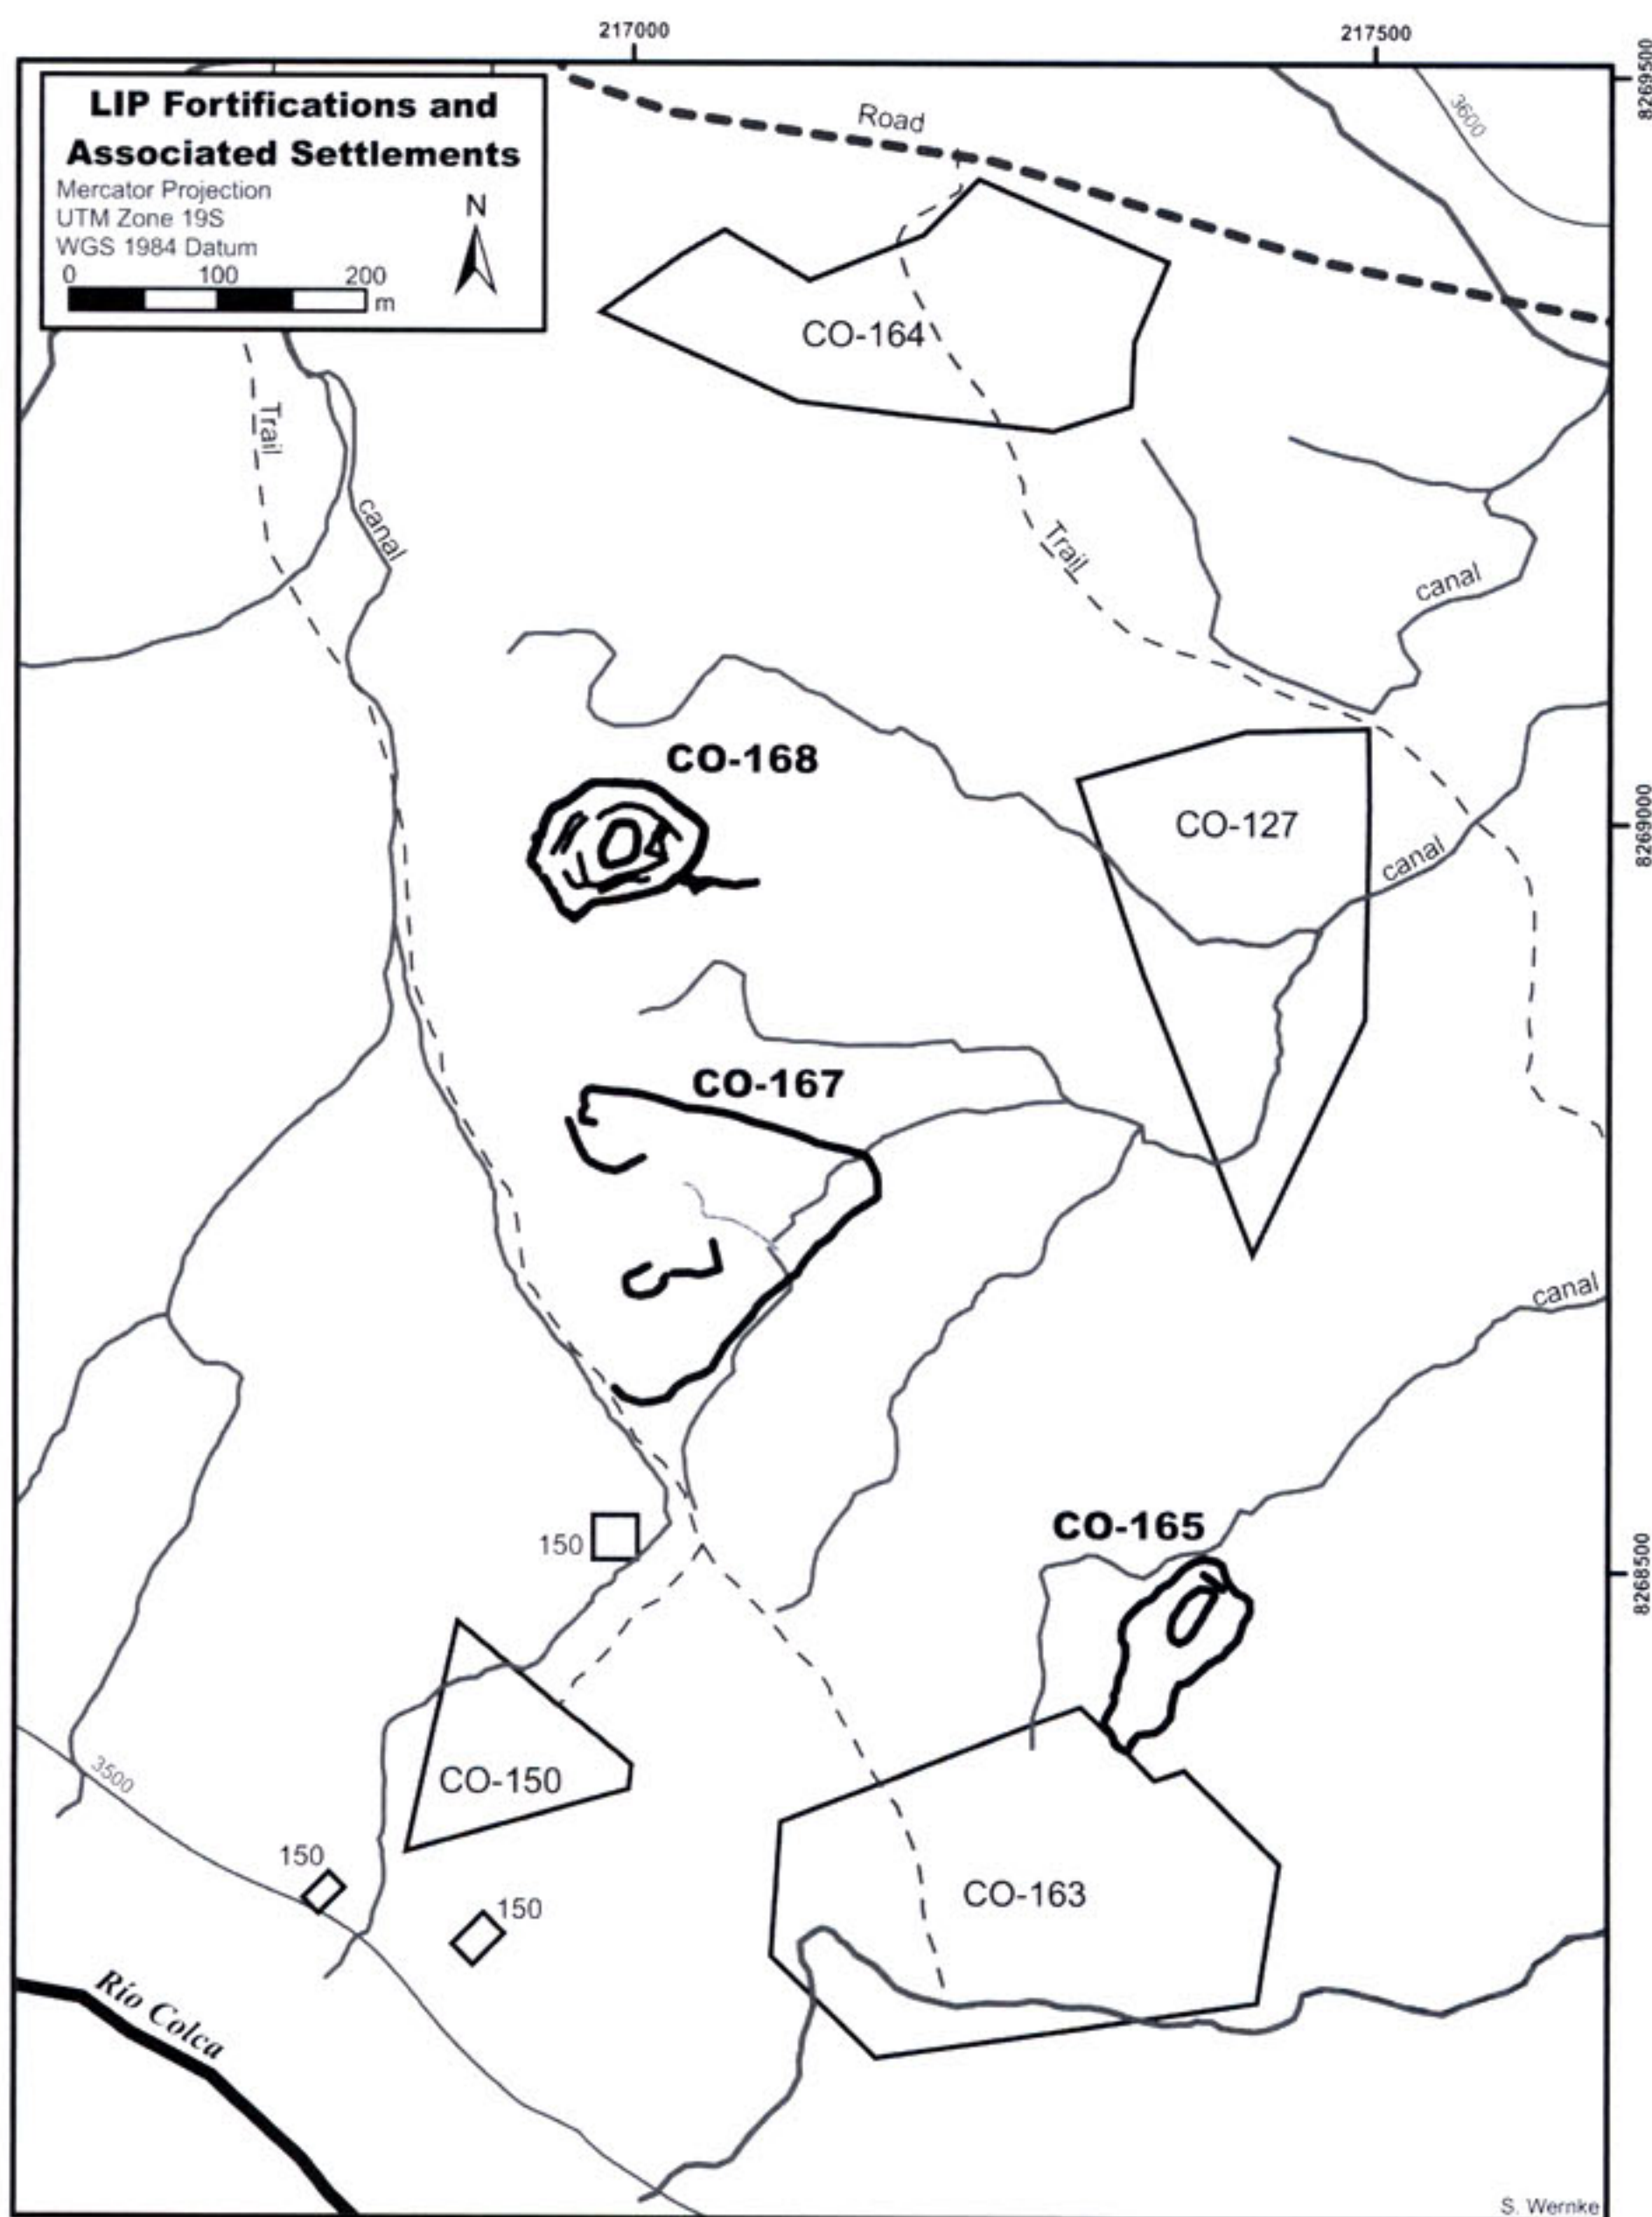 217000
217500
8269500
LIP Fortifications and
Associated Settlements
Mercator Projection
UTM Zone 19S
WGS 1984 Datum
N
0 100 200
m
Road
3600
CO-164
Trail
canal
Trail
canal
CO-168
CO-127
8269000
canal
CO-167
canal
CO-165
150
8268500
CO-150
3500
150
150
CO-163
Río Colca
S. Wernke